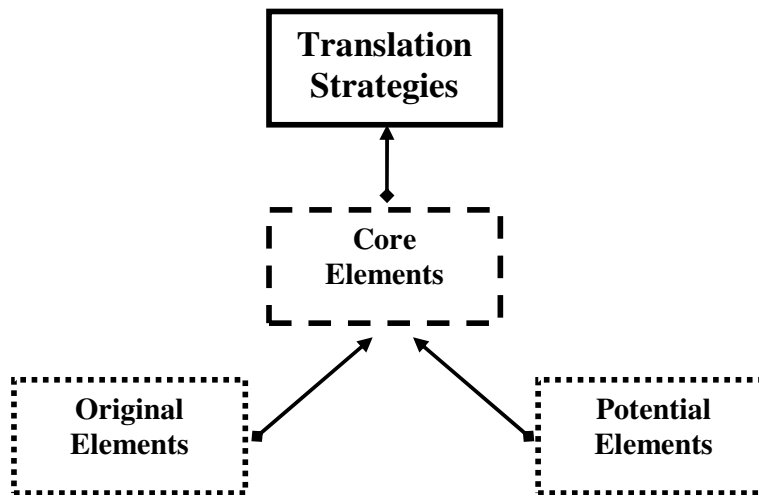 Translation
Strategies
Core
Elements
Original
Elements
Potential
Elements